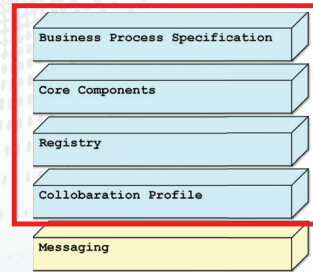 Business Process Specification
Core Components
Registry
Collobaration Profile
Messaging